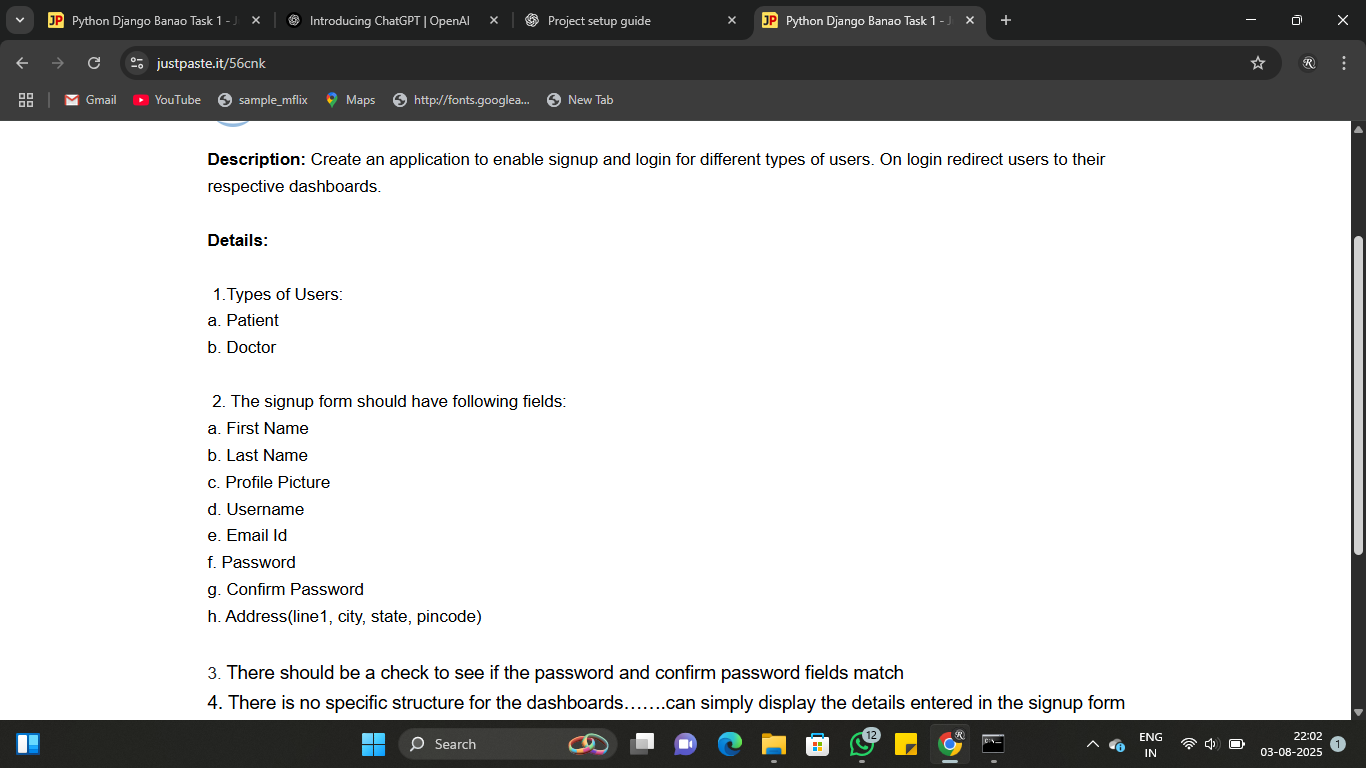 Python Django Banao Task 1 - J
Introducing ChatGPT | OpenAI
Project setup guide
JP Python Django Banao Task 1 - J
justpaste.it/56cnk
Gmail
YouTube
sample_mflix
Maps
http://fonts.googlea...
New Tab
Description: Create an application to enable signup and login for different types of users. On login redirect users to their
respective dashboards.
Details:
1.Types of Users:
a. Patient
b. Doctor
2. The signup form should have following fields:
a. First Name
b. Last Name
c. Profile Picture
d. Username
e. Email Id
f. Password
g. Confirm Password
h. Address(line1, city, state, pincode)
3. There should be a check to see if the password and confirm password fields match
4. There is no specific structure for the dashboards…….can simply display the details entered in the signup form
Search
12
ENG
IN
22:02
03-08-2025
1